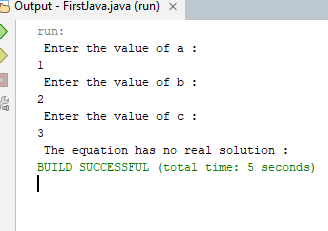 Output - FirstJava.java (run) ×
run:
Enter the value of a :
1
Enter the value of b :
2
Enter the value of c :
3
The equation has no real solution :
BUILD SUCCESSFUL (total time: 5 seconds)